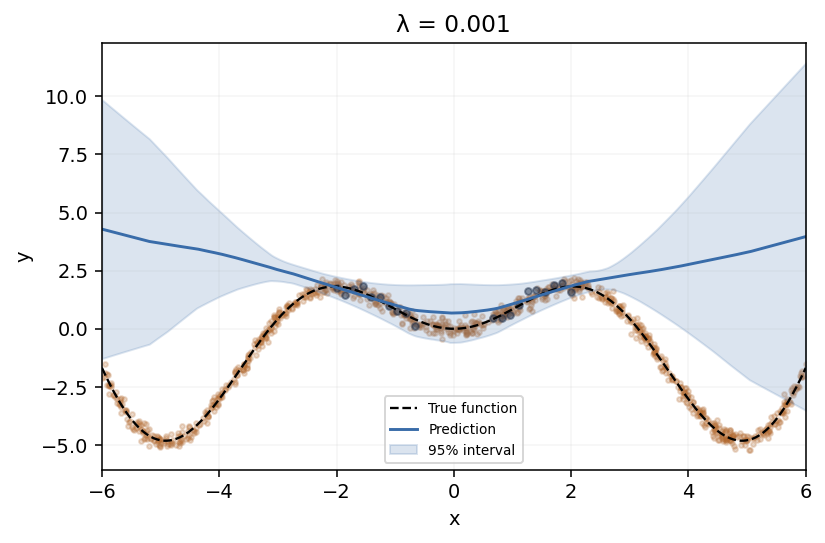 λ = 0.001
y
10.0
7.5
5.0
2.5
0.0
−2.5
−5.0
True function
Prediction
95% interval
−6 −4 −2 0 2 4 6
x